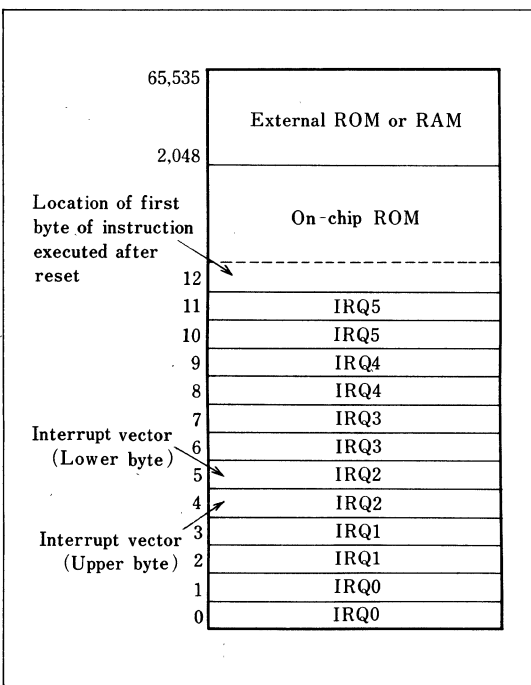 65,535
External ROM or RAM
2,048
Location of first
byte of instruction
executed after
reset
On-chip ROM
12
11 IRQ5
10 IRQ5
9 IRQ4
8 IRQ4
7 IRQ3
Interrupt vector
(Lower byte)
6 IRQ3
5 IRQ2
4 IRQ2
Interrupt vector
(Upper byte)
3 IRQ1
2 IRQ1
1 IRQ0
0 IRQ0